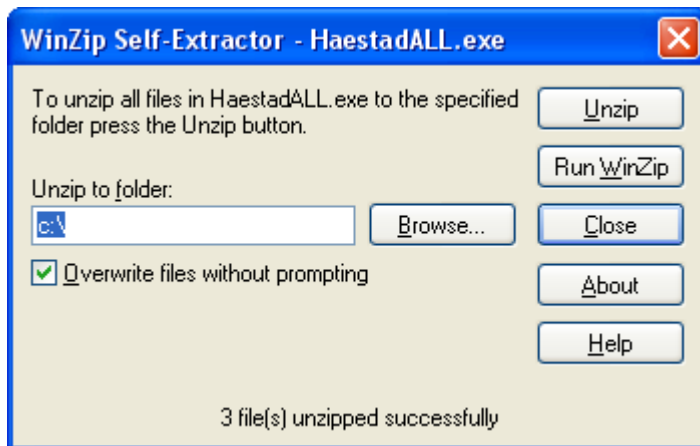 WinZip Self-Extractor - HaestadALL.exe
To unzip all files in HaestadALL.exe to the specified
folder press the Unzip button.
Unzip
Run WinZip
Unzip to folder:
c:\
Browse...
Close
Overwrite files without prompting
About
Help
3 file(s) unzipped successfully